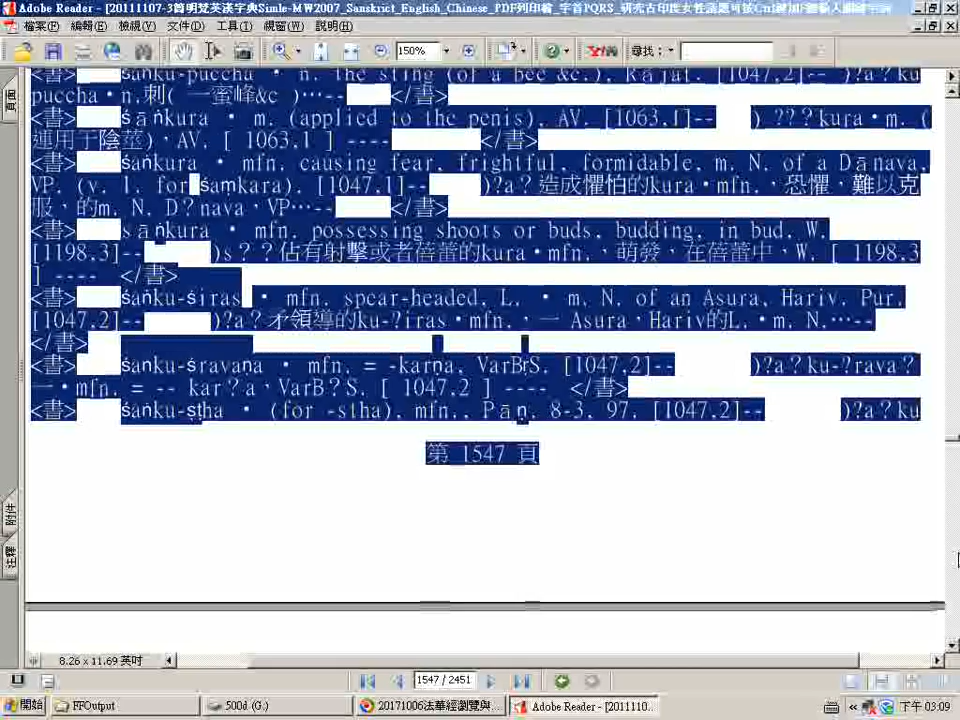 Adobe Reader - [20111107-3簡明梵英漢字典Simle-MW2007_Sanskrict_English_Chinese_PDF列印稿_字首PQRS_研究古印度女性議題可按Ctrl鍵加F鍵輸入關鍵字詞
檔案(F) 編輯(E) 檢視(V) 文件(D) 工具(T) 視窗(W) 說明(H)
150% 尋找:
頁面
<書> śaṅku-puccha • n. the sting (of a bee &c.), Rājat. [1047,2]-- )?a?ku
puccha•n.刺( 一蜜峰&c )…-- </書>
<書> śāṅkura • m. (applied to the penis), AV. [1063,1]-- ) ???kura•m. (
連用于陰莖), AV. [ 1063,1 ] ---- </書>
<書> śaṅkura • mfn. causing fear, frightful, formidable, m. N. of a Dānava,
VP. (v. l. for śaṃkara). [1047,1]-- )?a?造成懼怕的kura•mfn.，恐懼，難以克
服，的m. N. D?nava，VP…-- </書>
<書> sāṅkura • mfn. possessing shoots or buds, budding, in bud, W.
[1198,3]-- )s??佔有射擊或者蓓蕾的kura•mfn.，萌發，在蓓蕾中，W. [ 1198,3
] ---- </書>
<書> śaṅku-śiras • mfn. spear-headed, L. • m. N. of an Asura, Hariv. Pur.
[1047,2]-- )?a?矛領導的ku-?iras•mfn.，一 Asura，Hariv的L.•m. N.…--
</書>
<書> śaṅku-śravaṇa • mfn. = -karṇa, VarBṛS. [1047,2]-- )?a?ku-?rava?
一•mfn. = -- kar?a，VarB?S. [ 1047,2 ] ---- </書>
<書> śaṅku-ṣṭha • (for -stha), mfn., Pāṇ. 8-3, 97. [1047,2]-- )?a?ku
第 1547 頁
附件
注釋
8.26 x 11.69 英吋
1547 / 2451
開始 FFOutput 500d (G:) 20171006法華經瀏覽與... Adobe Reader - [2011110... 下午 03:09